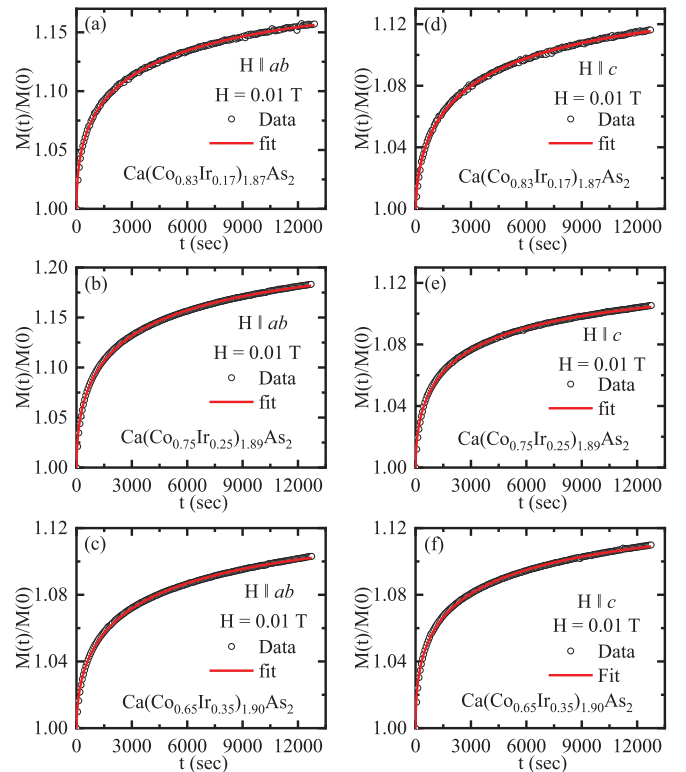 (a)
M(t)/M(0)
1.15
1.10
1.05
1.00
H ∥ ab
H = 0.01 T
Data
fit
Ca(Co0.83Ir0.17)1.87As2
0 3000 6000 9000 12000
t (sec)
(d)
M(t)/M(0)
1.12
1.08
1.04
1.00
H ∥ c
H = 0.01 T
Data
fit
Ca(Co0.83Ir0.17)1.87As2
0 3000 6000 9000 12000
t (sec)
(b)
M(t)/M(0)
1.20
1.15
1.10
1.05
1.00
H ∥ ab
H = 0.01 T
Data
fit
Ca(Co0.75Ir0.25)1.89As2
0 3000 6000 9000 12000
t (sec)
(e)
M(t)/M(0)
1.12
1.08
1.04
1.00
H ∥ c
H = 0.01 T
Data
fit
Ca(Co0.75Ir0.25)1.89As2
0 3000 6000 9000 12000
t (sec)
(c)
M(t)/M(0)
1.12
1.08
1.04
1.00
H ∥ ab
H = 0.01 T
Data
fit
Ca(Co0.65Ir0.35)1.90As2
0 3000 6000 9000 12000
t (sec)
(f)
M(t)/M(0)
1.12
1.08
1.04
1.00
H ∥ c
H = 0.01 T
Data
Fit
Ca(Co0.65Ir0.35)1.90As2
0 3000 6000 9000 12000
t (sec)